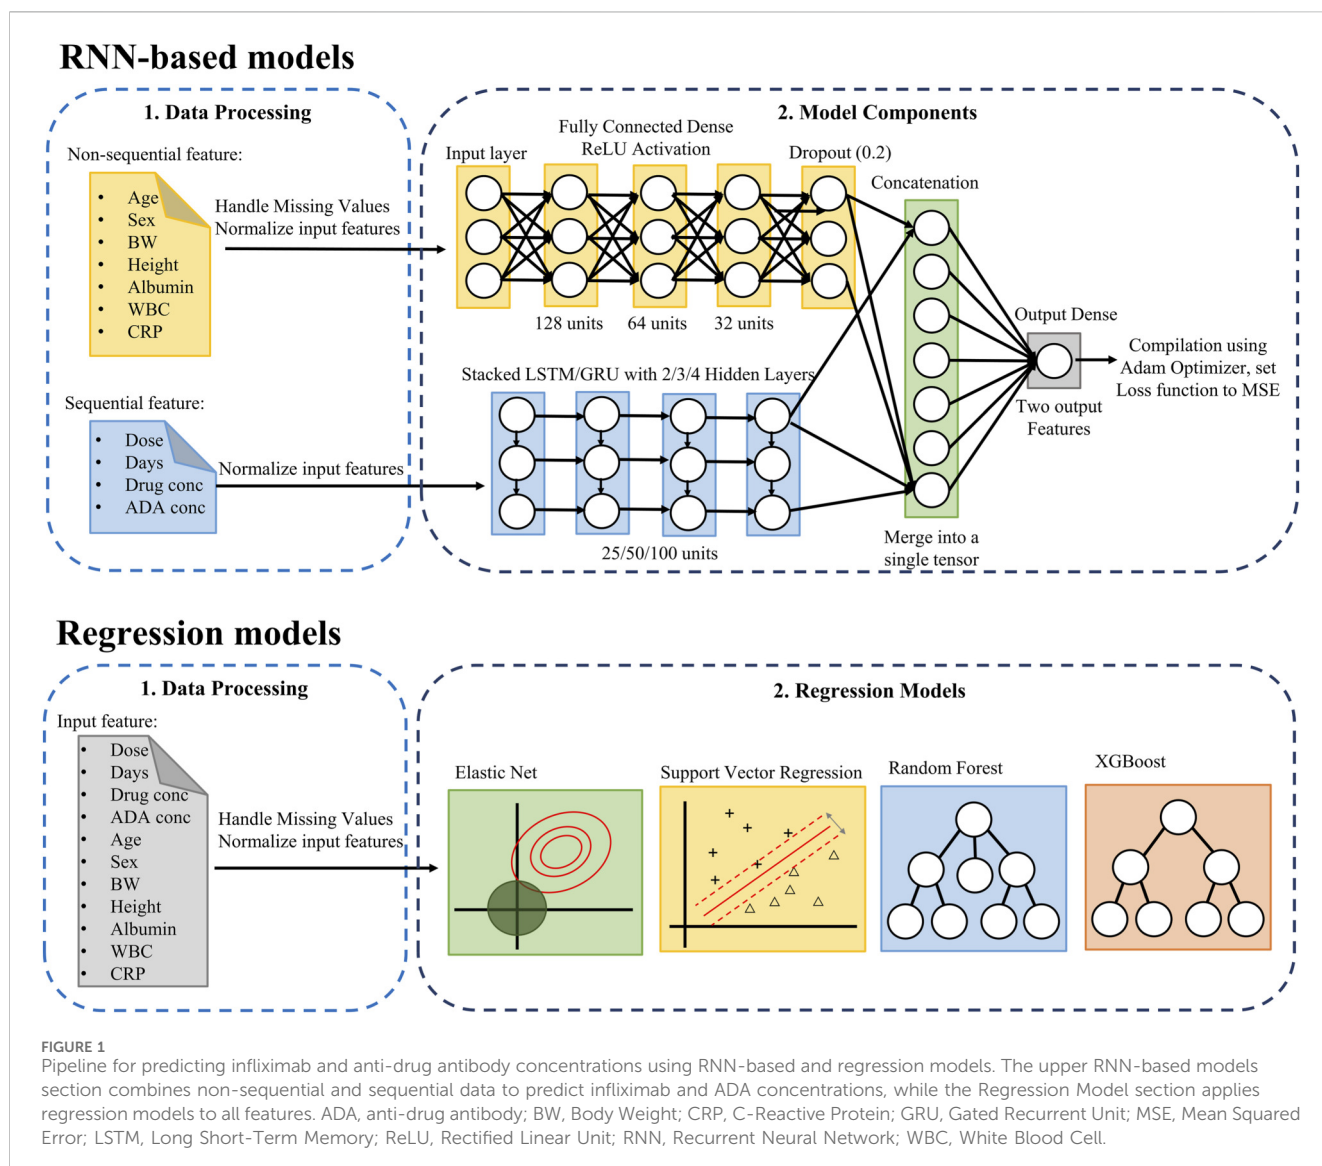 RNN-based models
1. Data Processing
Non-sequential feature:
• Age
• Sex
• BW
• Height
• Albumin
• WBC
• CRP
Handle Missing Values
Normalize input features
Sequential feature:
• Dose
• Days
• Drug conc
• ADA conc
Normalize input features
2. Model Components
Fully Connected Dense
ReLU Activation
Input layer
Dropout (0.2)
Concatenation
128 units
64 units
32 units
Stacked LSTM/GRU with 2/3/4 Hidden Layers
25/50/100 units
Merge into a
single tensor
Output Dense
Two output
Features
Compilation using
Adam Optimizer, set
Loss function to MSE
Regression models
1. Data Processing
Input feature:
• Dose
• Days
• Drug conc
• ADA conc
• Age
• Sex
• BW
• Height
• Albumin
• WBC
• CRP
Handle Missing Values
Normalize input features
2. Regression Models
Elastic Net
Support Vector Regression
Random Forest
XGBoost
FIGURE 1
Pipeline for predicting infliximab and anti-drug antibody concentrations using RNN-based and regression models. The upper RNN-based models
section combines non-sequential and sequential data to predict infliximab and ADA concentrations, while the Regression Model section applies
regression models to all features. ADA, anti-drug antibody; BW, Body Weight; CRP, C-Reactive Protein; GRU, Gated Recurrent Unit; MSE, Mean Squared
Error; LSTM, Long Short-Term Memory; ReLU, Rectified Linear Unit; RNN, Recurrent Neural Network; WBC, White Blood Cell.